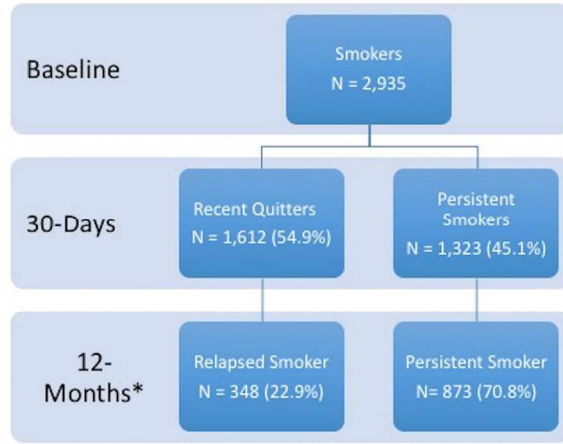 Baseline
Smokers
N = 2,935
30-Days
Recent Quitters
N = 1,612 (54.9%)
Persistent
Smokers
N = 1,323 (45.1%)
12-
Months*
Relapsed Smoker
N = 348 (22.9%)
Persistent Smoker
N= 873 (70.8%)